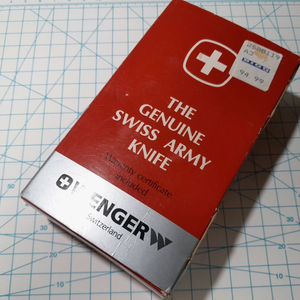 THE
GENUINE
SWISS ARMY
KNIFE
Warranty certificate
included
WENGER
Switzerland